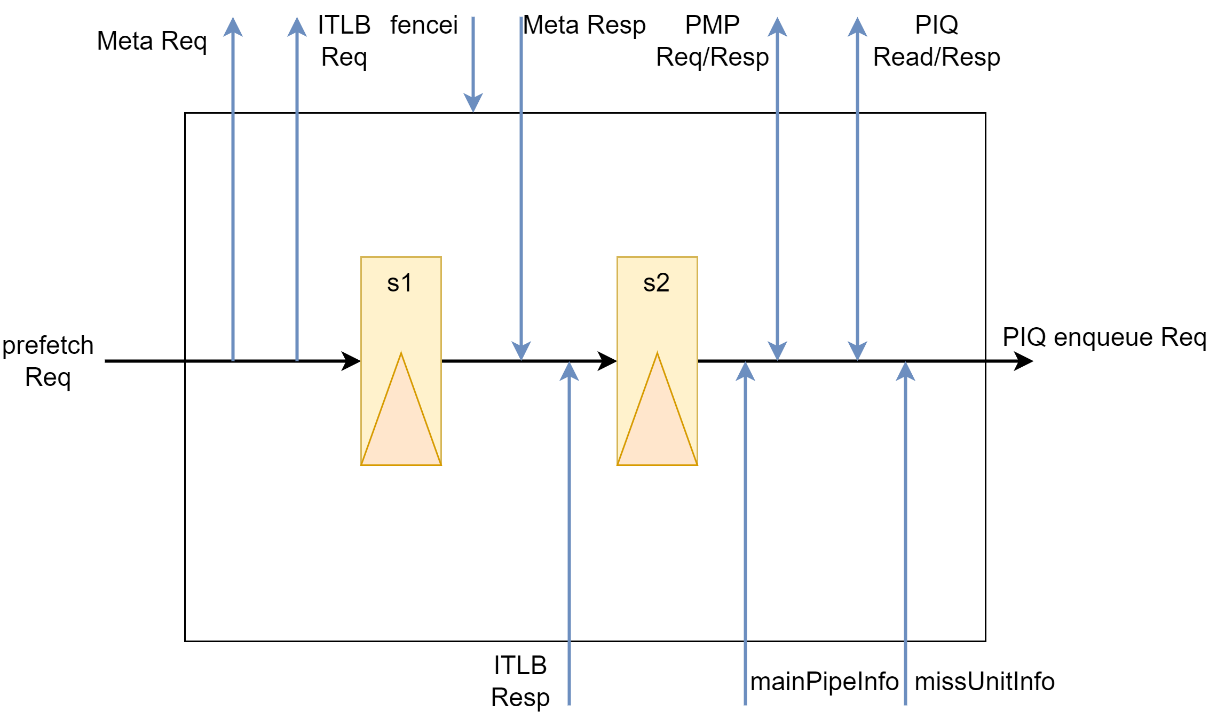 Meta Req
ITLB
Req
fencei
Meta Resp
PMP
Req/Resp
PIQ
Read/Resp
s1
s2
prefetch
Req
PIQ enqueue Req
ITLB
Resp
mainPipeInfo
missUnitInfo